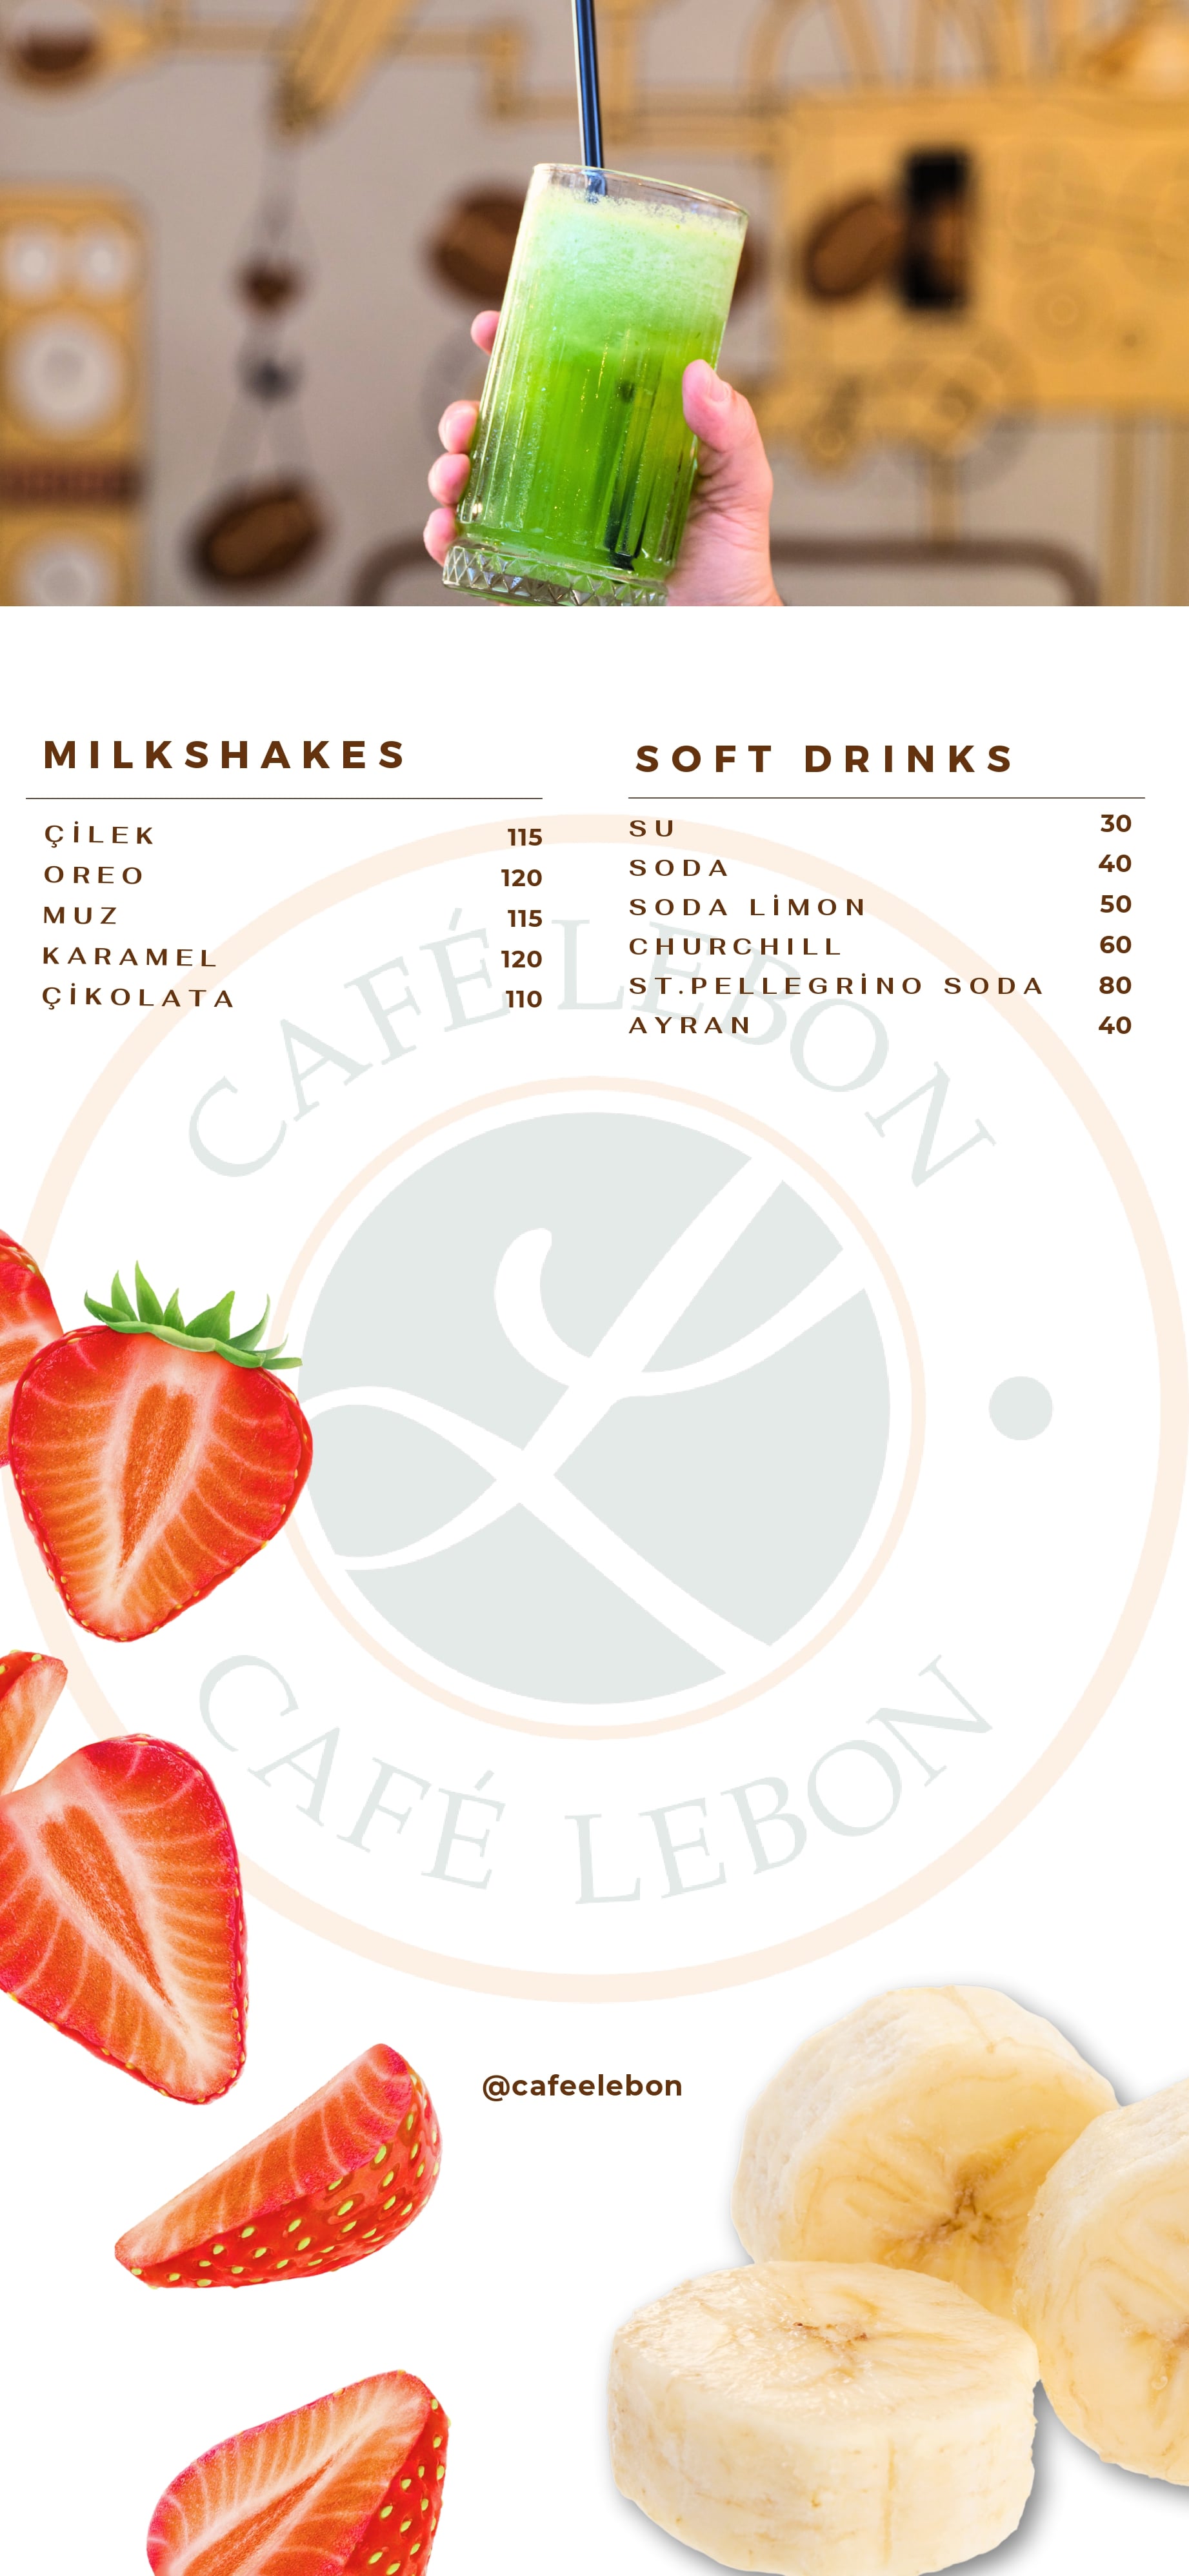 MILKSHAKES
ÇİLEK 115
OREO 120
MUZ 115
KARAMEL 120
ÇİKOLATA 110
SOFT DRINKS
SU 30
SODA 40
SODA LİMON 50
CHURCHILL 60
ST.PELLEGRİNO SODA 80
AYRAN 40
CAFÉ LEBON
L
CAFÉ LEBON
@cafeelebon